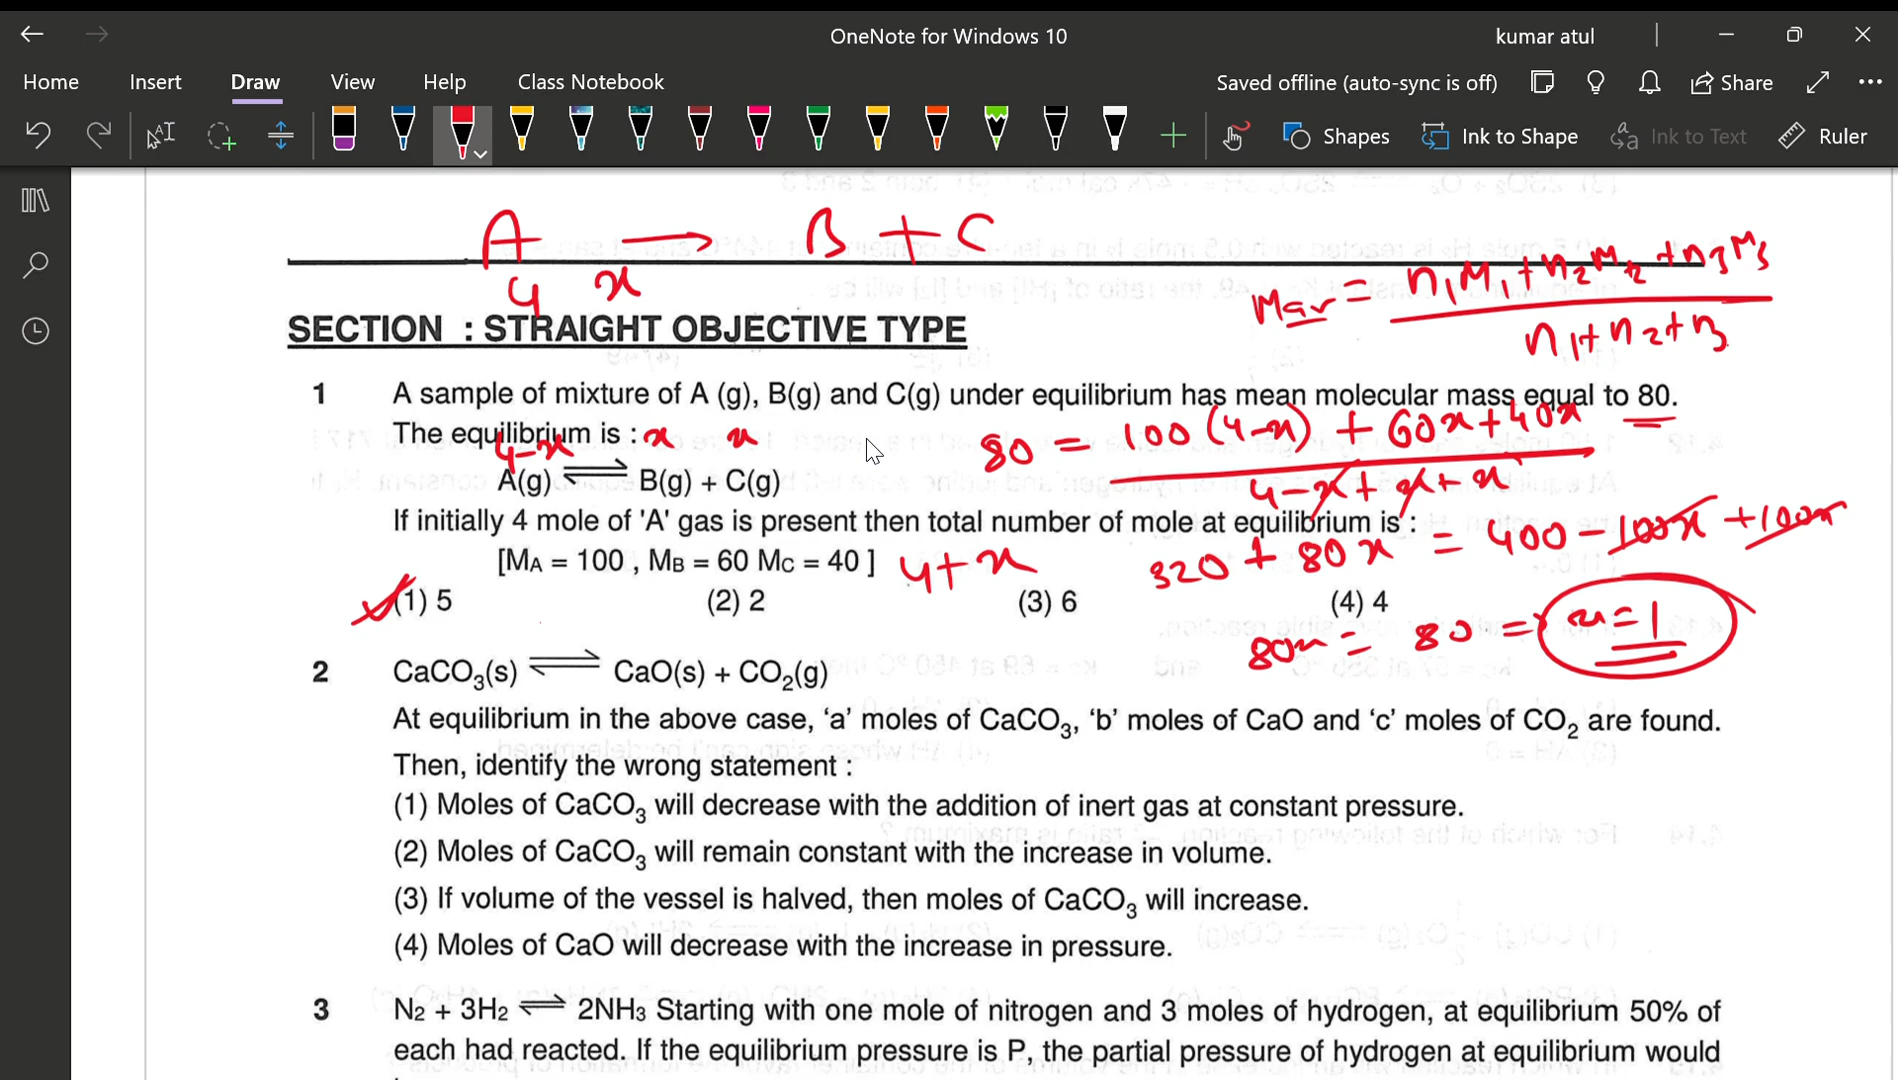 OneNote for Windows 10
kumar atul
Home Insert Draw View Help Class Notebook
Saved offline (auto-sync is off) Share
Shapes Ink to Shape Ink to Text Ruler
A → B + C
4 x
Mav = n₁M₁ + n₂M₂ + n₃M₃
n₁ + n₂ + n₃
SECTION : STRAIGHT OBJECTIVE TYPE
1 A sample of mixture of A (g), B(g) and C(g) under equilibrium has mean molecular mass equal to 80.
The equilibrium is :
4-x x x
80 = 100(4-x) + 60x + 40x
4-x + x + x
A(g) ⇌ B(g) + C(g)
If initially 4 mole of 'A' gas is present then total number of mole at equilibrium is :
320 + 80x = 400 - 100x + 100x
[MA = 100 , MB = 60 MC = 40 ] 4+x
(1) 5 (2) 2 (3) 6 (4) 4
80x = 80 = x = 1
2 CaCO₃(s) ⇌ CaO(s) + CO₂(g)
At equilibrium in the above case, ‘a’ moles of CaCO₃, ‘b’ moles of CaO and ‘c’ moles of CO₂ are found.
Then, identify the wrong statement :
(1) Moles of CaCO₃ will decrease with the addition of inert gas at constant pressure.
(2) Moles of CaCO₃ will remain constant with the increase in volume.
(3) If volume of the vessel is halved, then moles of CaCO₃ will increase.
(4) Moles of CaO will decrease with the increase in pressure.
3 N₂ + 3H₂ ⇌ 2NH₃ Starting with one mole of nitrogen and 3 moles of hydrogen, at equilibrium 50% of
each had reacted. If the equilibrium pressure is P, the partial pressure of hydrogen at equilibrium would